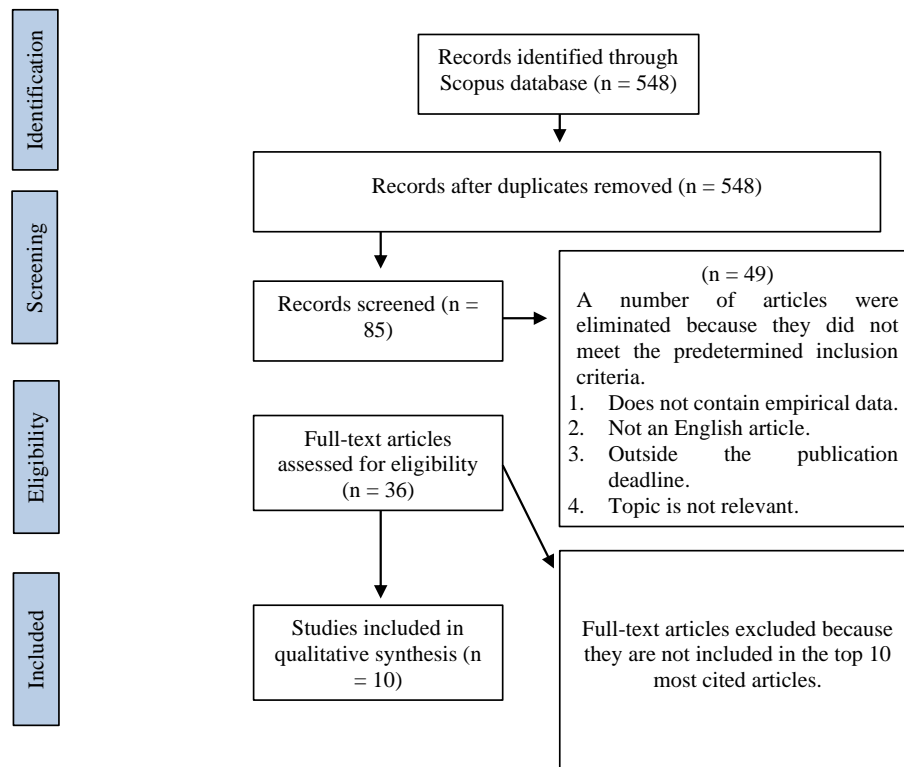 Identification
Records identified through
Scopus database (n = 548)
Records after duplicates removed (n = 548)
Screening
Records screened (n =
85)
(n = 49)
A number of articles were
eliminated because they did not
meet the predetermined inclusion
criteria.
1. Does not contain empirical data.
2. Not an English article.
3. Outside the publication
deadline.
4. Topic is not relevant.
Eligibility
Full-text articles
assessed for eligibility
(n = 36)
Included
Studies included in
qualitative synthesis (n
= 10)
Full-text articles excluded because
they are not included in the top 10
most cited articles.